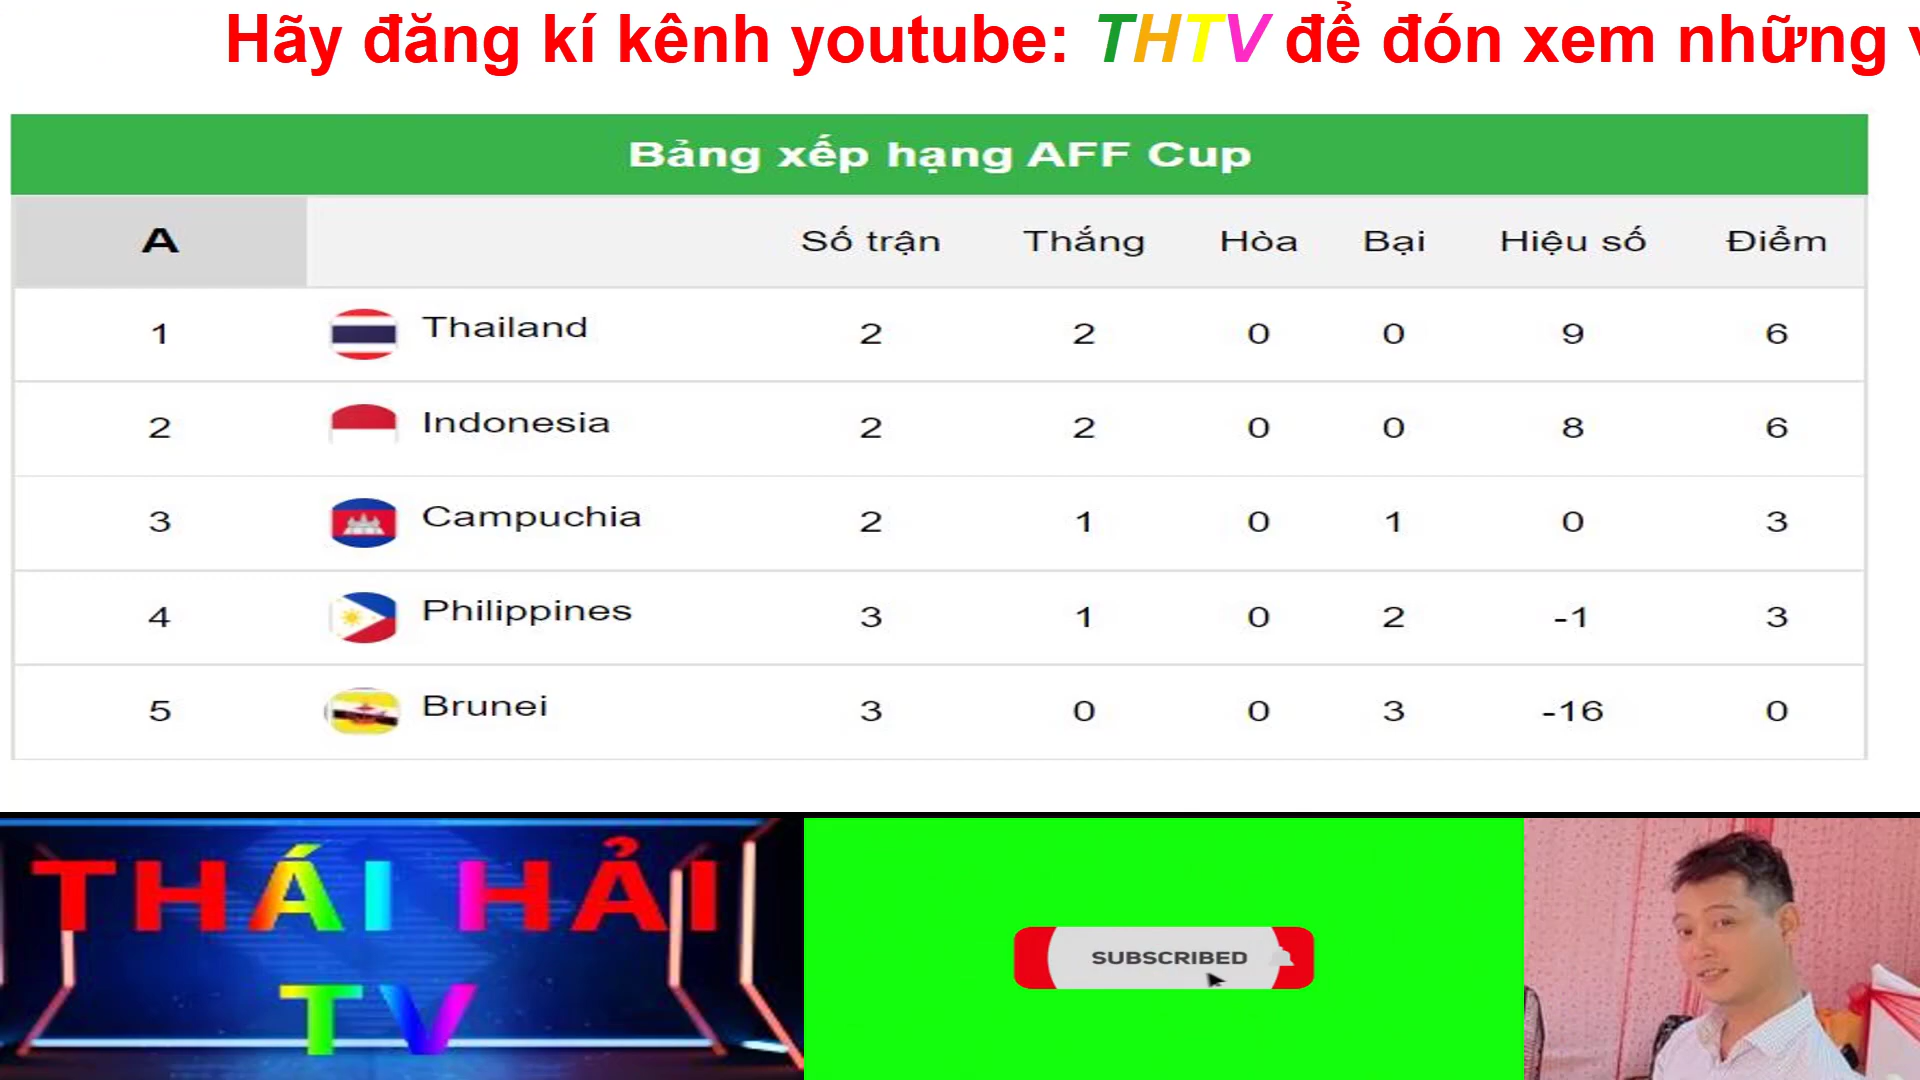 Hãy đăng kí kênh youtube: THTV để đón xem những
Bảng xếp hạng AFF Cup
A Số trận Thắng Hòa Bại Hiệu số Điểm
1 Thailand 2 2 0 0 9 6
2 Indonesia 2 2 0 0 8 6
3 Campuchia 2 1 0 1 0 3
4 Philippines 3 1 0 2 -1 3
5 Brunei 3 0 0 3 -16 0
THÁI HẢI
TV
SUBSCRIBED